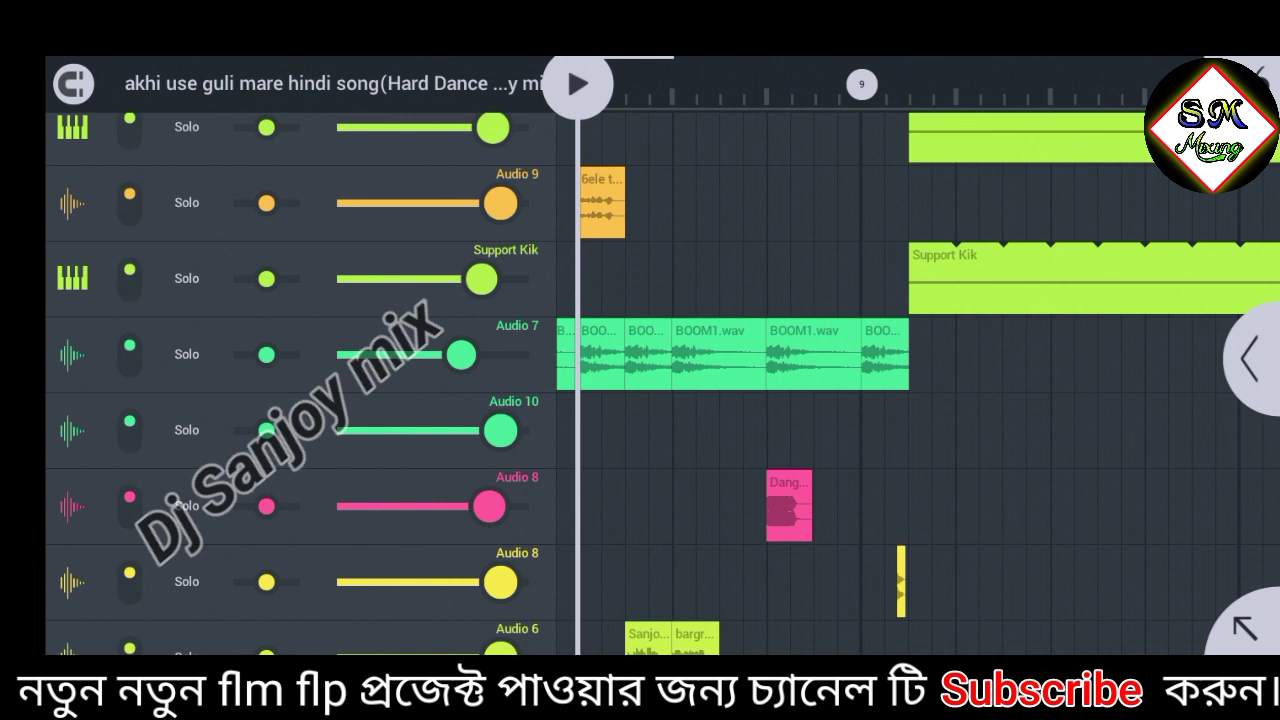 akhi use guli mare hindi song(Hard Dance ...y mi
9
SM
Mixing
Solo
Audio 9
Solo
6ele t...
Support Kik
Solo
Support Kik
Audio 7
Solo
B... BOO... BOO... BOOM1.wav BOOM1.wav BOO...
Audio 10
Solo
Dj Sanjoy mix
Audio 8
Solo
Dang...
Audio 8
Solo
Audio 6
Sanjo... bargr...
নতুন নতুন flm flp প্রজেক্ট পাওয়ার জন্য চ্যানেল টি Subscribe করুন।